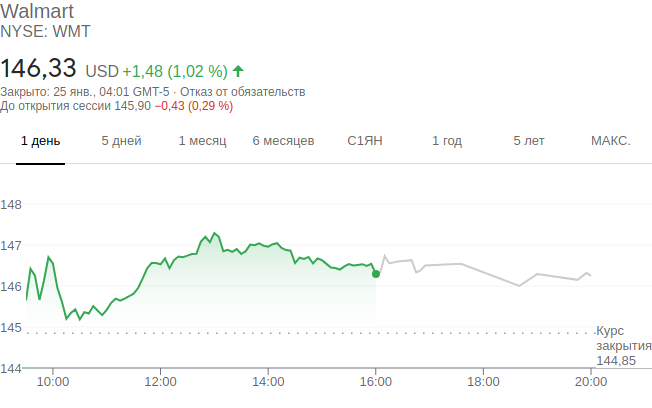 Walmart
NYSE: WMT
146,33 USD +1,48 (1,02 %)
Закрыто: 25 янв., 04:01 GMT-5 · Отказ от обязательств
До открытия сессии 145,90 −0,43 (0,29 %)
1 день 5 дней 1 месяц 6 месяцев С1ЯН 1 год 5 лет МАКС.
148
147
146
145
Курс
закрытия
144,85
144
10:00 12:00 14:00 16:00 18:00 20:00